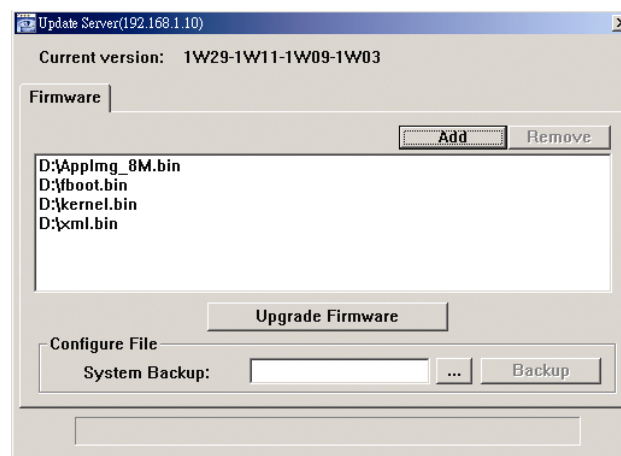 Update Server(192.168.1.10)
Current version: 1W29-1W11-1W09-1W03
Firmware
Add Remove
D:\AppImg_8M.bin
D:\fboot.bin
D:\kernel.bin
D:\xml.bin
Upgrade Firmware
Configure File
System Backup: ... Backup